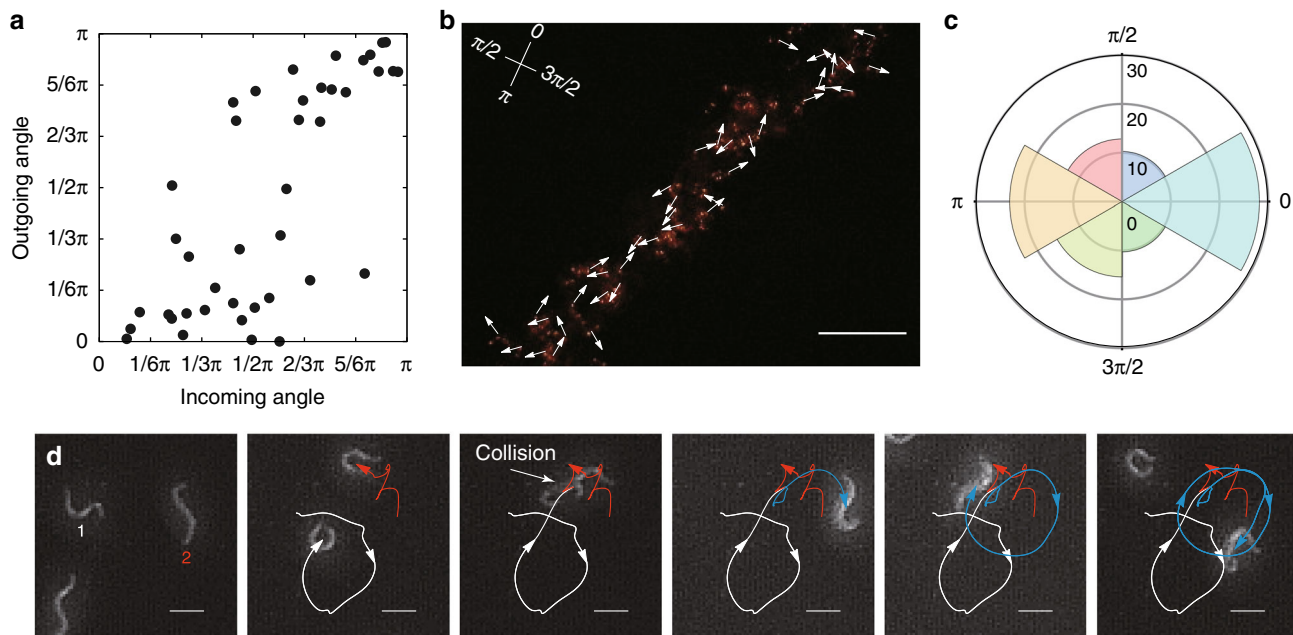 a
π
5/6π
2/3π
1/2π
1/3π
1/6π
0
Outgoing angle
0 1/6π 1/3π 1/2π 2/3π 5/6π π
Incoming angle
b
0
π/2
3π/2
π
c
π/2
30
20
10
0
π
0
3π/2
d
1
2
Collision